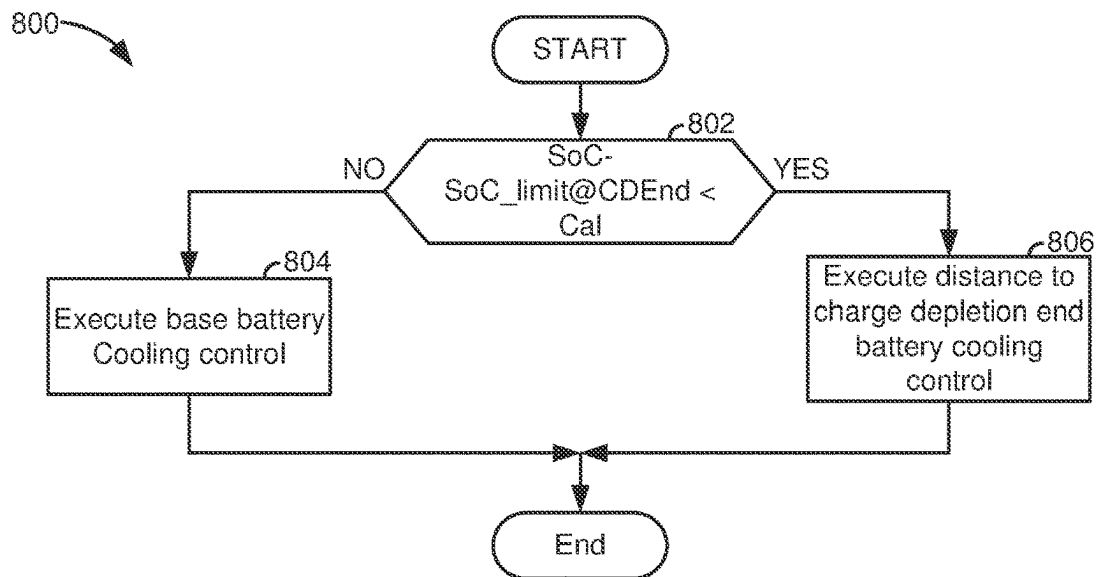 800
START
802
NO
SoC-
YES
SoC_limit@CDEnd <
Cal
804
Execute base battery
Cooling control
806
Execute distance to
charge depletion end
battery cooling
control
End